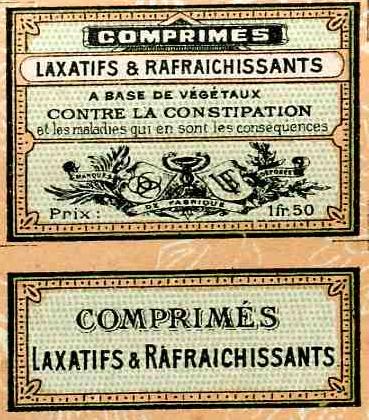 COMPRIMÉS
LAXATIFS & RAFRAICHISSANTS
A BASE DE VÉGÉTAUX
CONTRE LA CONSTIPATION
et les maladies qui en sont les conséquences
MARQUES DÉPOSÉES
DE FABRIQUE
Prix: 1fr.50
COMPRIMÉS
LAXATIFS & RAFRAICHISSANTS